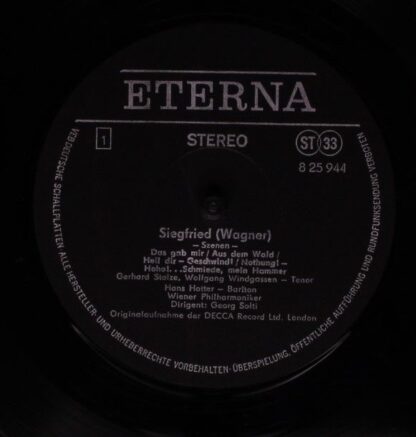 ETERNA
1
STEREO
ST 33
8 25 944
Siegfried (Wagner)
– Szenen –
Das gab mir / Aus dem Wald /
Heil dir – Geschwind! / Nothung! –
Hoho!... Schmiede, mein Hammer
Gerhard Stolze, Wolfgang Windgassen – Tenor
Hans Hotter – Bariton
Wiener Philharmoniker
Dirigent: Georg Solti
Originalaufnahme der DECCA Record Ltd. London
VEB DEUTSCHE SCHALLPLATTEN · ALLE HERSTELLER- UND URHEBERRECHTE VORBEHALTEN · ÜBERSPIELUNG, ÖFFENTLICHE AUFFÜHRUNG UND RUNDFUNKSENDUNG VERBOTEN